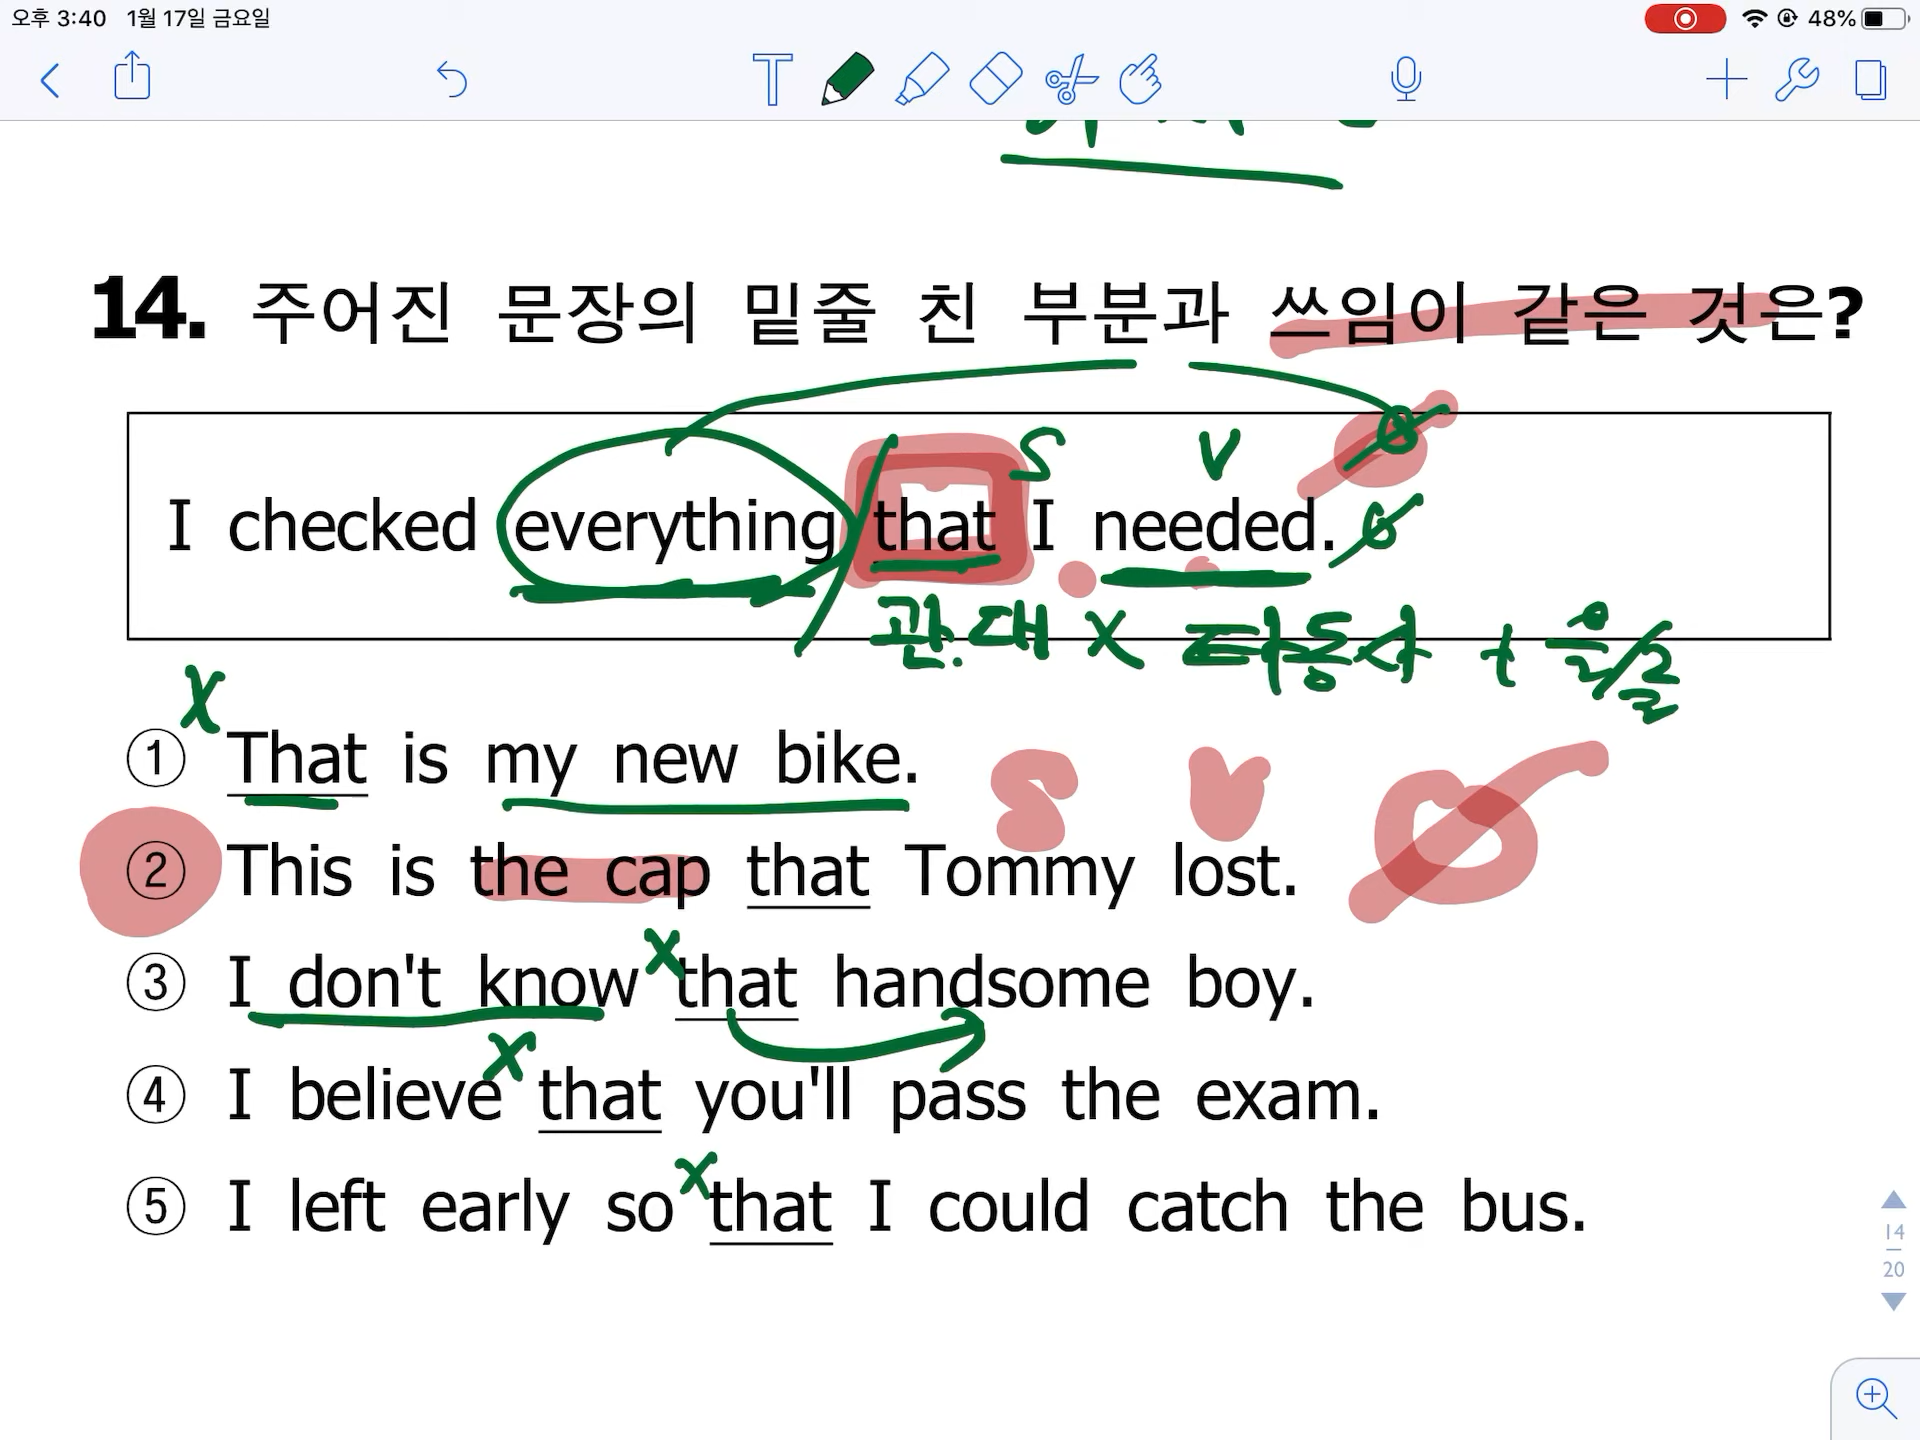 오후 3:40 1월 17일 금요일 48%
T
14. 주어진 문장의 밑줄 친 부분과 쓰임이 같은 것은?
S V O
I checked everything that I needed. O
관.대 X 타동사 + 을/를
X
① That is my new bike.
S V O
② This is the cap that Tommy lost.
X
③ I don't know that handsome boy.
X
④ I believe that you'll pass the exam.
X
⑤ I left early so that I could catch the bus.
14
20